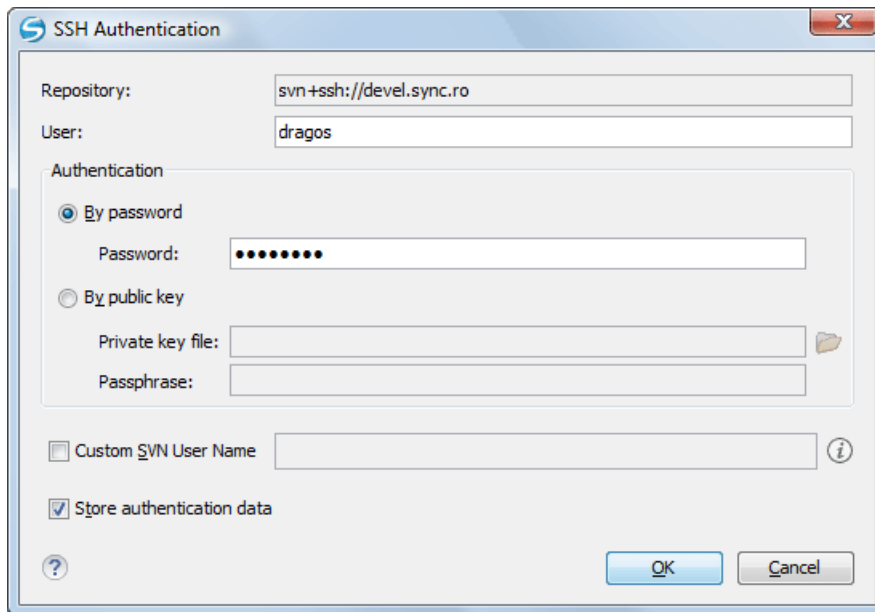 SSH Authentication
Repository: svn+ssh://devel.sync.ro
User: dragos
Authentication
By password
Password: ••••••••
By public key
Private key file:
Passphrase:
Custom SVN User Name
Store authentication data
OK Cancel